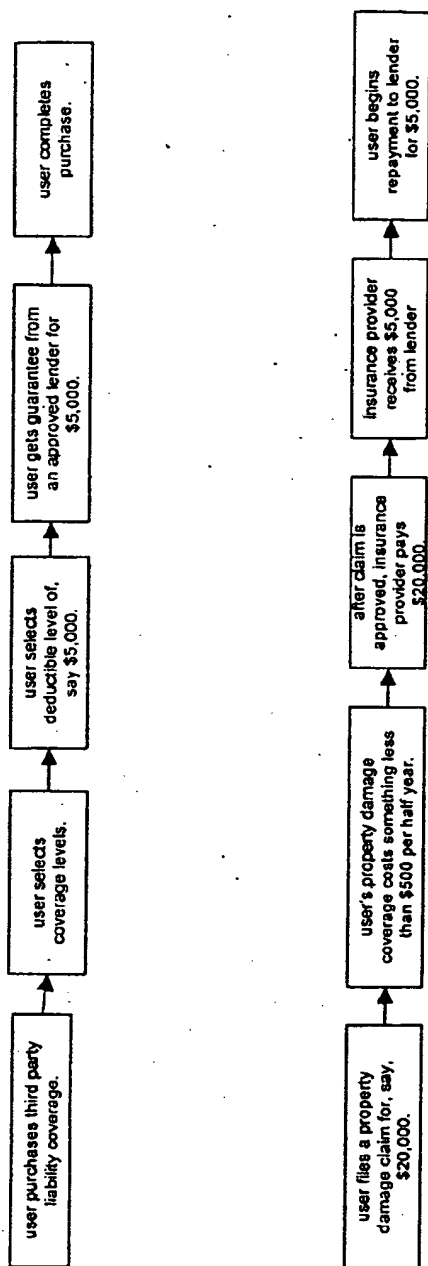 user purchases third party
liability coverage.
user selects
coverage levels.
user selects
deductible level of,
say $5,000.
user gets guarantee from
an approved lender for
$5,000.
user completes
purchase.
user files a property
damage claim for, say,
$20,000.
user's property damage
coverage costs something less
than $500 per half year.
after claim is
approved, insurance
provider pays
$20,000.
Insurance provider
receives $5,000
from lender
user begins
repayment to lender
for $5,000.